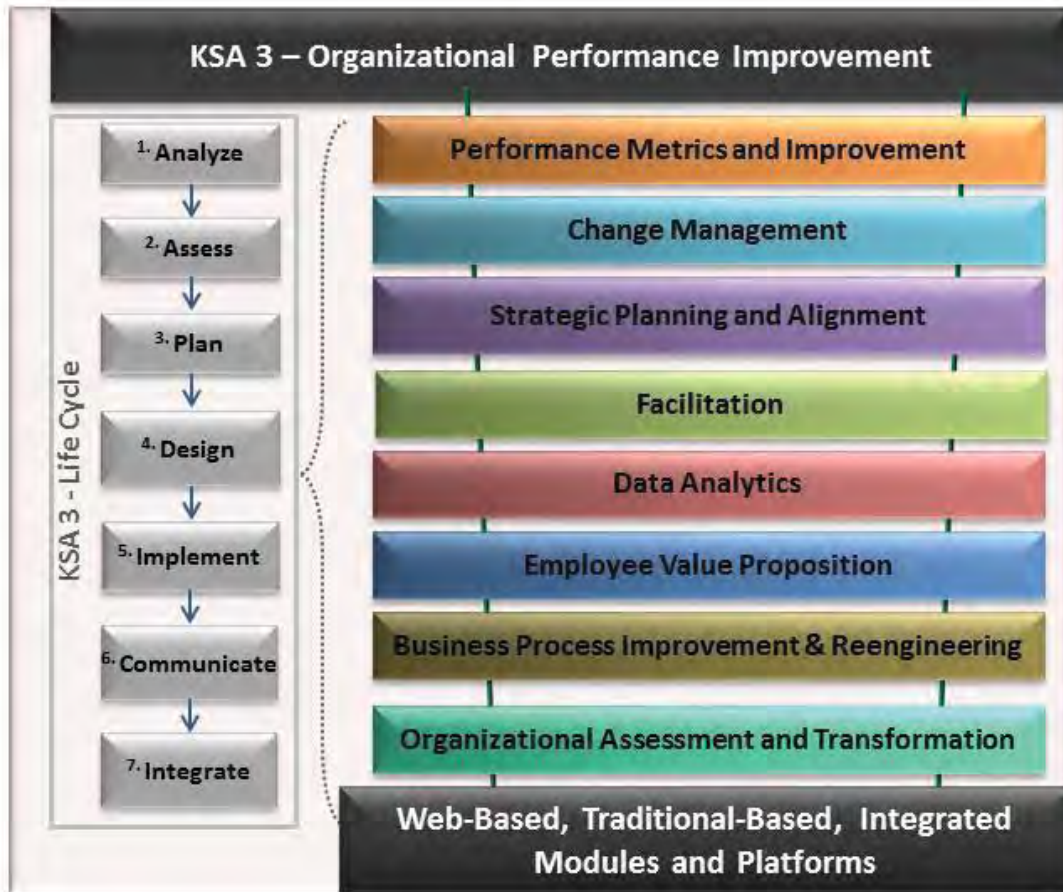 KSA 3 – Organizational Performance Improvement
KSA 3 - Life Cycle
1. Analyze
2. Assess
3. Plan
4. Design
5. Implement
6. Communicate
7. Integrate
Performance Metrics and Improvement
Change Management
Strategic Planning and Alignment
Facilitation
Data Analytics
Employee Value Proposition
Business Process Improvement & Reengineering
Organizational Assessment and Transformation
Web-Based, Traditional-Based, Integrated
Modules and Platforms